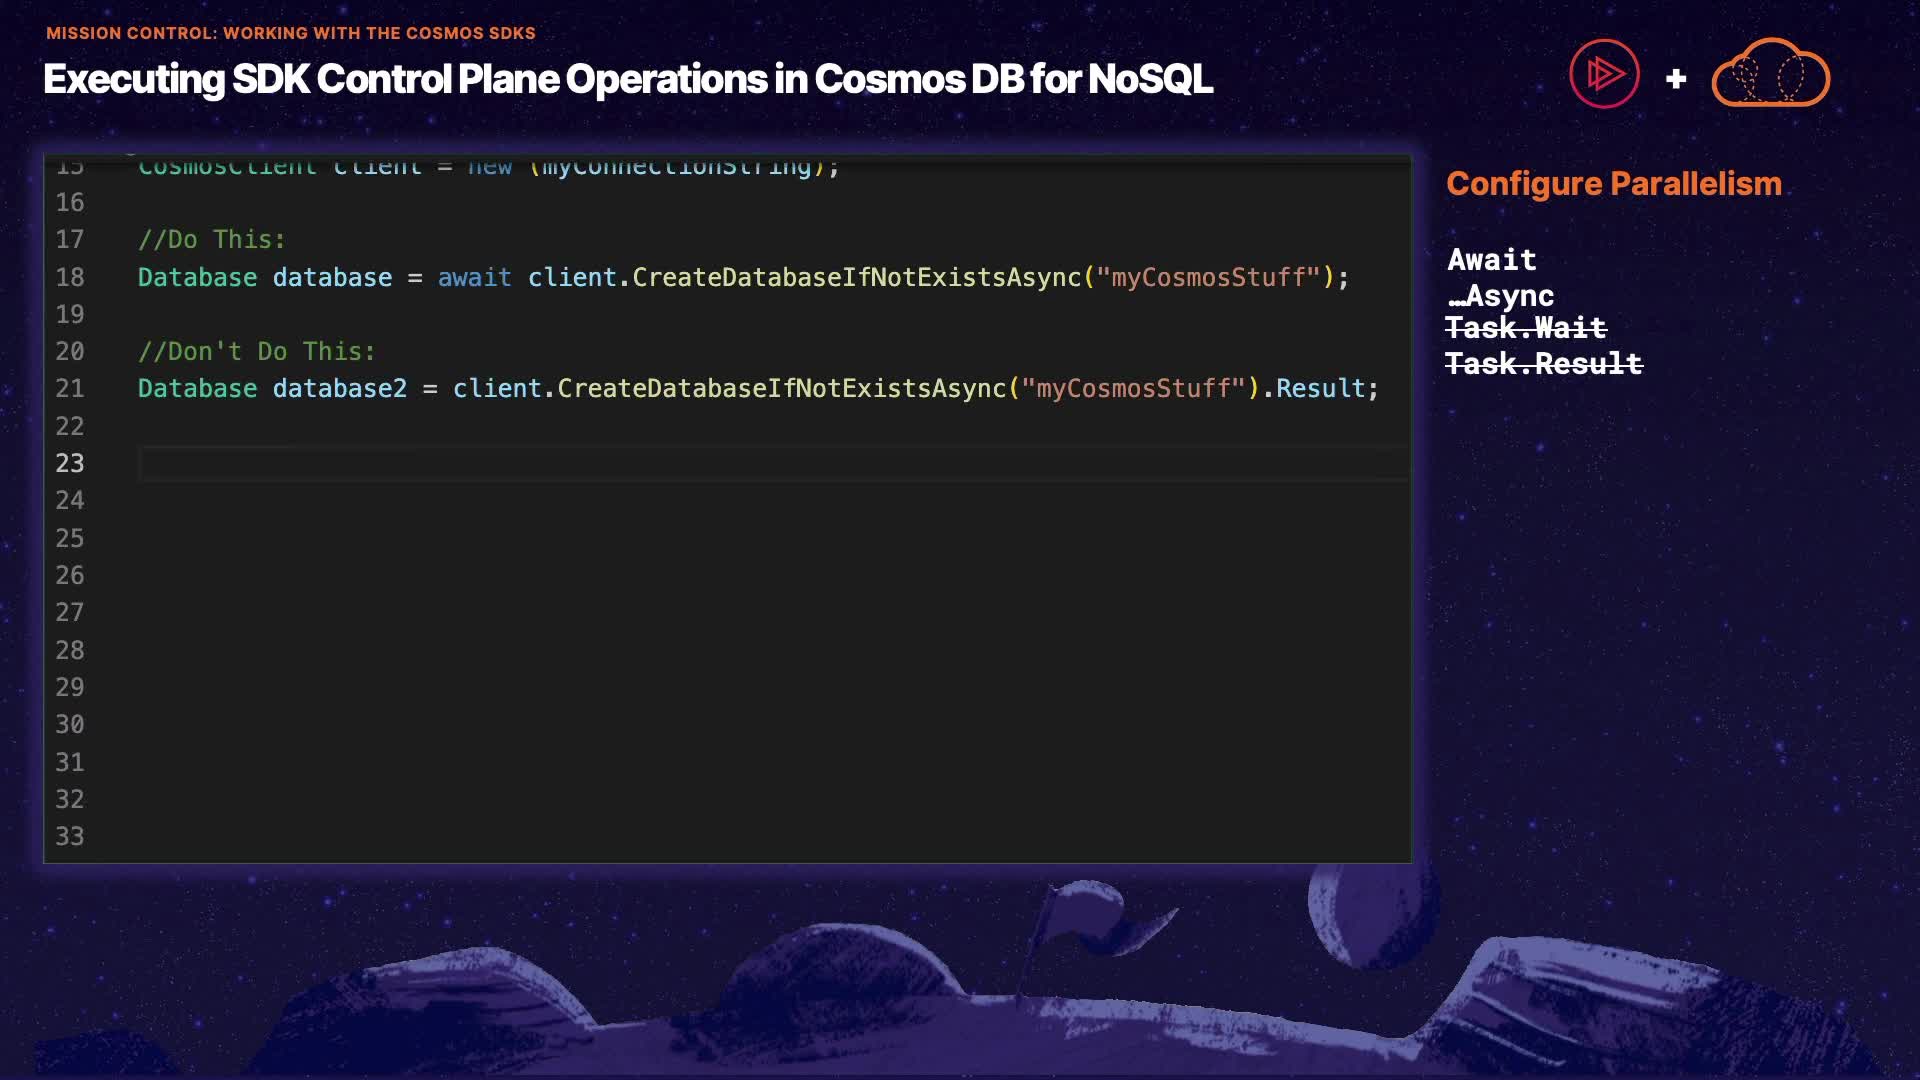 MISSION CONTROL: WORKING WITH THE COSMOS SDKS
Executing SDK Control Plane Operations in Cosmos DB for NoSQL
+
15 CosmosClient client = new (myConnectionString);
16
17 //Do This:
18 Database database = await client.CreateDatabaseIfNotExistsAsync("myCosmosStuff");
19
20 //Don't Do This:
21 Database database2 = client.CreateDatabaseIfNotExistsAsync("myCosmosStuff").Result;
22
23
24
25
26
27
28
29
30
31
32
33
Configure Parallelism
Await
…Async
Task.Wait
Task.Result